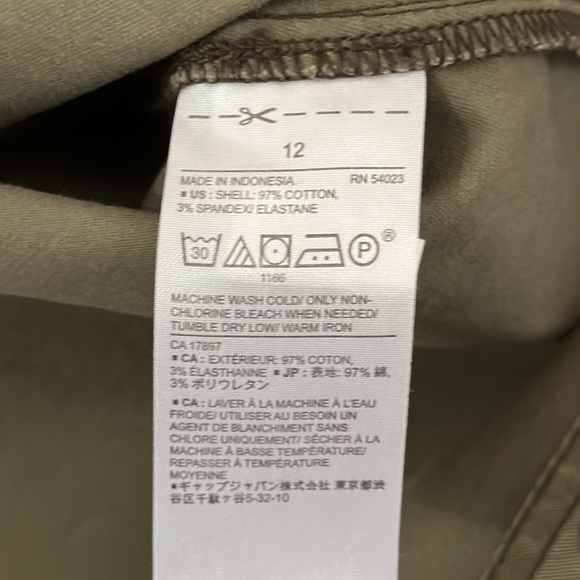 12
MADE IN INDONESIA RN 54023
▪ US : SHELL: 97% COTTON,
3% SPANDEX/ ELASTANE
30 P ®
1166
MACHINE WASH COLD/ ONLY NON-
CHLORINE BLEACH WHEN NEEDED/
TUMBLE DRY LOW/ WARM IRON
CA 17897
▪ CA : EXTÉRIEUR: 97% COTON,
3% ÉLASTHANNE ▪ JP : 表地: 97% 綿,
3% ポリウレタン
▪ CA : LAVER À LA MACHINE À L'EAU
FROIDE/ UTILISER AU BESOIN UN
AGENT DE BLANCHIMENT SANS
CHLORE UNIQUEMENT/ SÉCHER À LA
MACHINE À BASSE TEMPÉRATURE/
REPASSER À TEMPÉRATURE
MOYENNE
▪ギャップジャパン株式会社 東京都渋
谷区千駄ヶ谷5-32-10